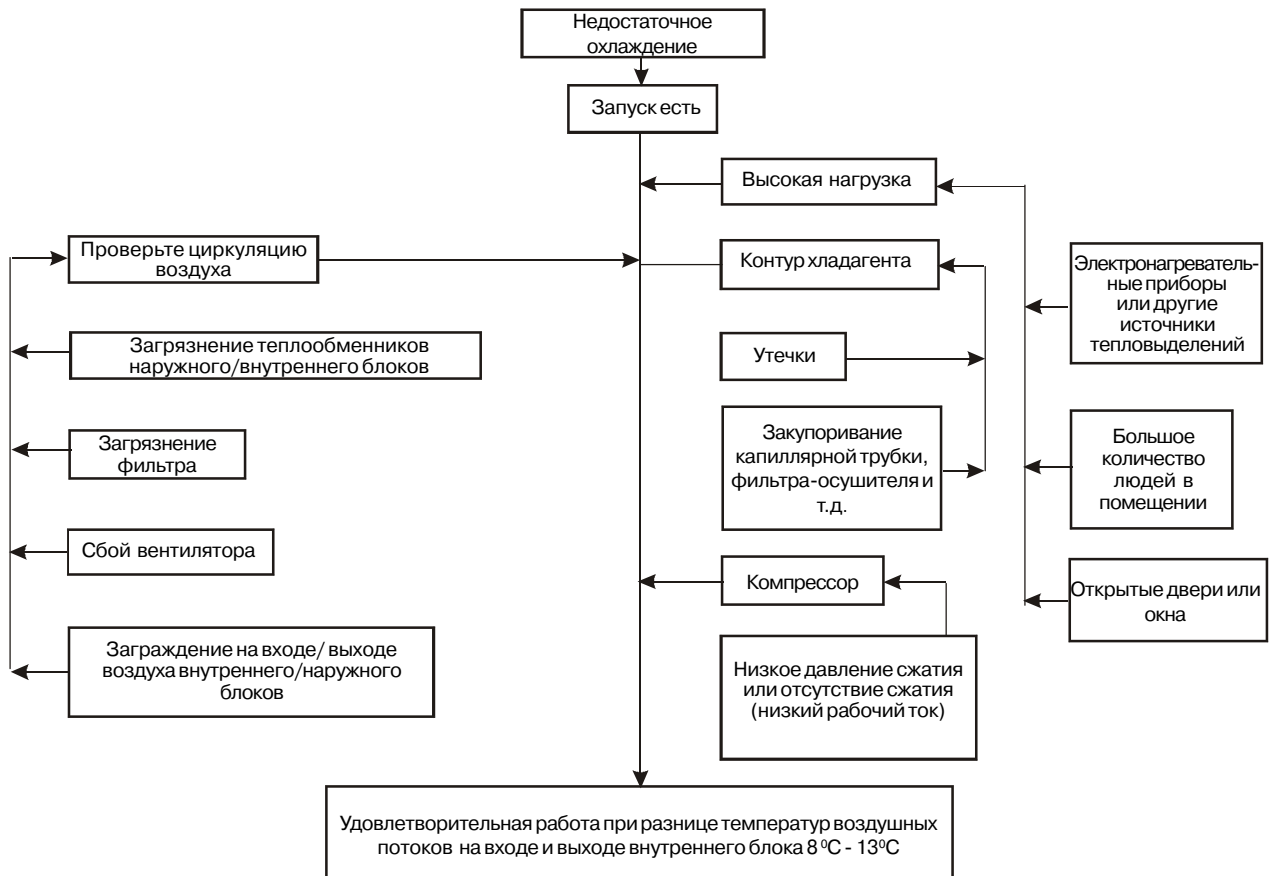 Недостаточное
охлаждение
Запуск есть
Высокая нагрузка
Проверьте циркуляцию
воздуха
Контур хладагента
Электронагреватель-
ные приборы
или другие
источники
тепловыделений
Загрязнение теплообменников
наружного/внутреннего блоков
Утечки
Загрязнение
фильтра
Закупоривание
капиллярной трубки,
фильтра-осушителя и
т.д.
Большое
количество
людей в
помещении
Сбой вентилятора
Компрессор
Открытые двери или
окна
Заграждение на входе/ выходе
воздуха внутреннего/наружного
блоков
Низкое давление сжатия
или отсутствие сжатия
(низкий рабочий ток)
Удовлетворительная работа при разнице температур воздушных
потоков на входе и выходе внутреннего блока 8 ⁰С - 13⁰С